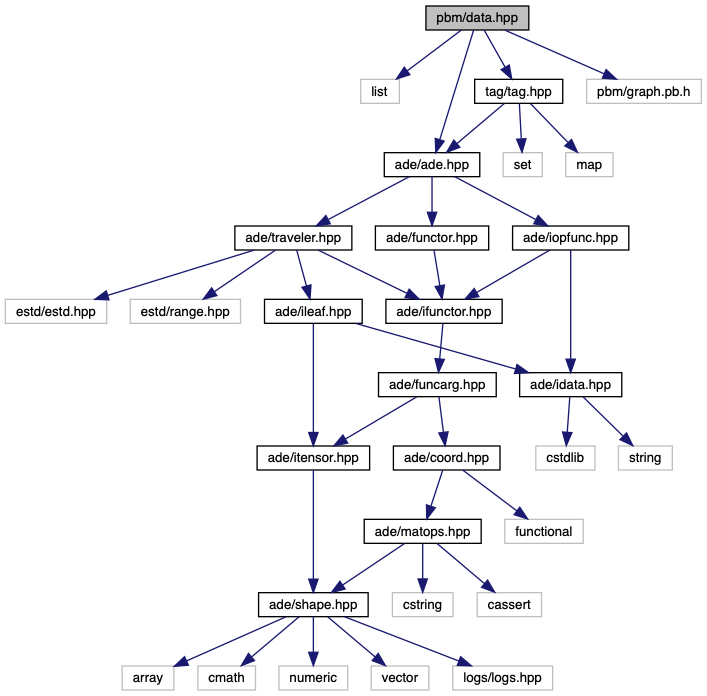 pbm/data.hpp
list
tag/tag.hpp
pbm/graph.pb.h
ade/ade.hpp
set
map
ade/traveler.hpp
ade/functor.hpp
ade/iopfunc.hpp
estd/estd.hpp
estd/range.hpp
ade/ileaf.hpp
ade/ifunctor.hpp
ade/funcarg.hpp
ade/idata.hpp
ade/itensor.hpp
ade/coord.hpp
cstdlib
string
ade/matops.hpp
functional
ade/shape.hpp
cstring
cassert
array
cmath
numeric
vector
logs/logs.hpp